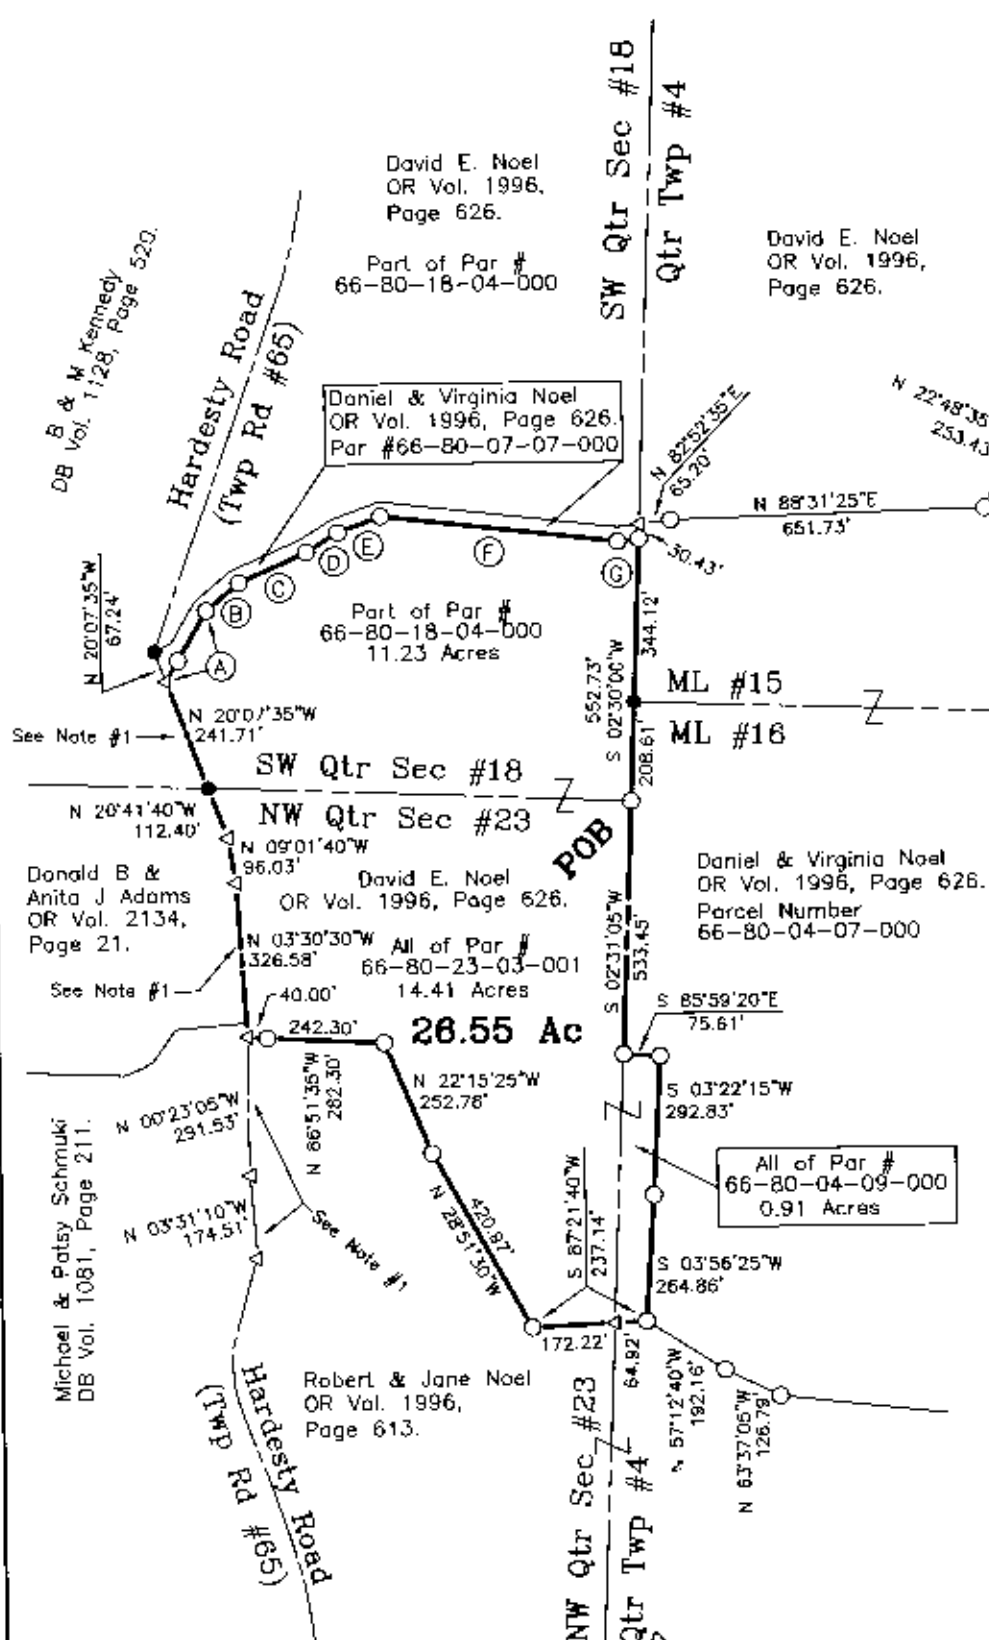 SW Qtr Sec #18
Qtr Twp #4
David E. Noel
OR Vol. 1996,
Page 626.
Part of Par #
66-80-18-04-000
David E. Noel
OR Vol. 1996,
Page 626.
B & M Kennedy
DB Vol. 1128, Page 520.
Hardesty Road
(Twp Rd #65)
Daniel & Virginia Noel
OR Vol. 1996, Page 626.
Par #66-80-07-07-000
N 82°52'35"E
65.20'
N 22°48'35
253.43
N 88°31'25"E
651.73'
30.43'
A
B
C
D
E
F
G
N 20°07'35"W
67.24'
Part of Par #
66-80-18-04-000
11.23 Acres
344.12'
552.73'
S 02°30'00"W
208.61'
ML #15
ML #16
N 20°07'35"W
241.71'
See Note #1
SW Qtr Sec #18
NW Qtr Sec #23
N 20°41'40"W
112.40'
POB
N 09°01'40"W
96.03'
Donald B &
Anita J Adams
OR Vol. 2134,
Page 21.
David E. Noel
OR Vol. 1996, Page 626.
All of Par #
66-80-23-03-001
14.41 Acres
Daniel & Virginia Noel
OR Vol. 1996, Page 626.
Parcel Number
66-80-04-07-000
N 03°30'30"W
326.58'
See Note #1
S 02°31'05"W
533.45'
40.00'
242.30'
26.55 Ac
S 85°59'20"E
75.61'
N 86°51'35"W
282.30'
N 22°15'25"W
252.78'
S 03°22'15"W
292.83'
N 00°23'05"W
291.53'
All of Par #
66-80-04-09-000
0.91 Acres
Michael & Patsy Schmuki
DB Vol. 1081, Page 211.
N 03°31'10"W
174.51'
See Note #1
420.97'
N 28°51'30"W
S 87°21'40"W
237.14'
S 03°56'25"W
264.86'
172.22'
64.92'
N 57°12'40"W
192.16'
N 63°37'05"W
126.79'
Robert & Jane Noel
OR Vol. 1996,
Page 613.
Hardesty Road
(Twp Rd #65)
NW Qtr Sec #23
Qtr Twp #4